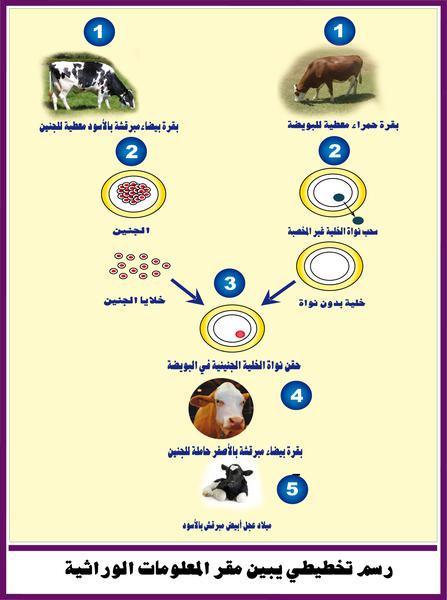 1
1
بقرة حمراء معطية للبويضة
بقرة بيضاء مبرقشة بالأسود معطية للجنين
2
2
سحب نواة الخلية غير المخصبة
الجنين
خلية بدون نواة
خلايا الجنين
3
حقن نواة الخلية الجنينية في البويضة
4
بقرة بيضاء مبرقشة بالأصفر حاملة للجنين
5
ميلاد عجل أبيض مبرقش بالأسود
رسم تخطيطي يبين مقر المعلومات الوراثية